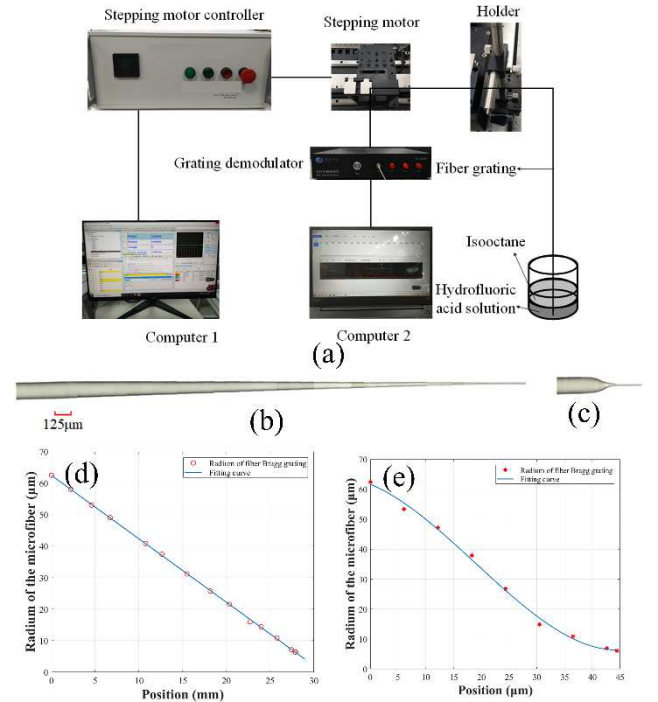 Stepping motor controller
Stepping motor
Holder
Grating demodulator
Fiber grating
Isooctane
Hydrofluoric
acid solution
Computer 1
Computer 2
(a)
125μm
(b)
(c)
(d)
Radium of fiber Bragg grating
Fitting curve
Radium of the microfiber (μm)
70
60
50
40
30
20
10
0
0 5 10 15 20 25 30
Position (mm)
(e)
Radium of fiber Bragg grating
Fitting curve
Radium of the microfiber (μm)
70
60
50
40
30
20
10
0
0 5 10 15 20 25 30 35 40 45
Position (μm)